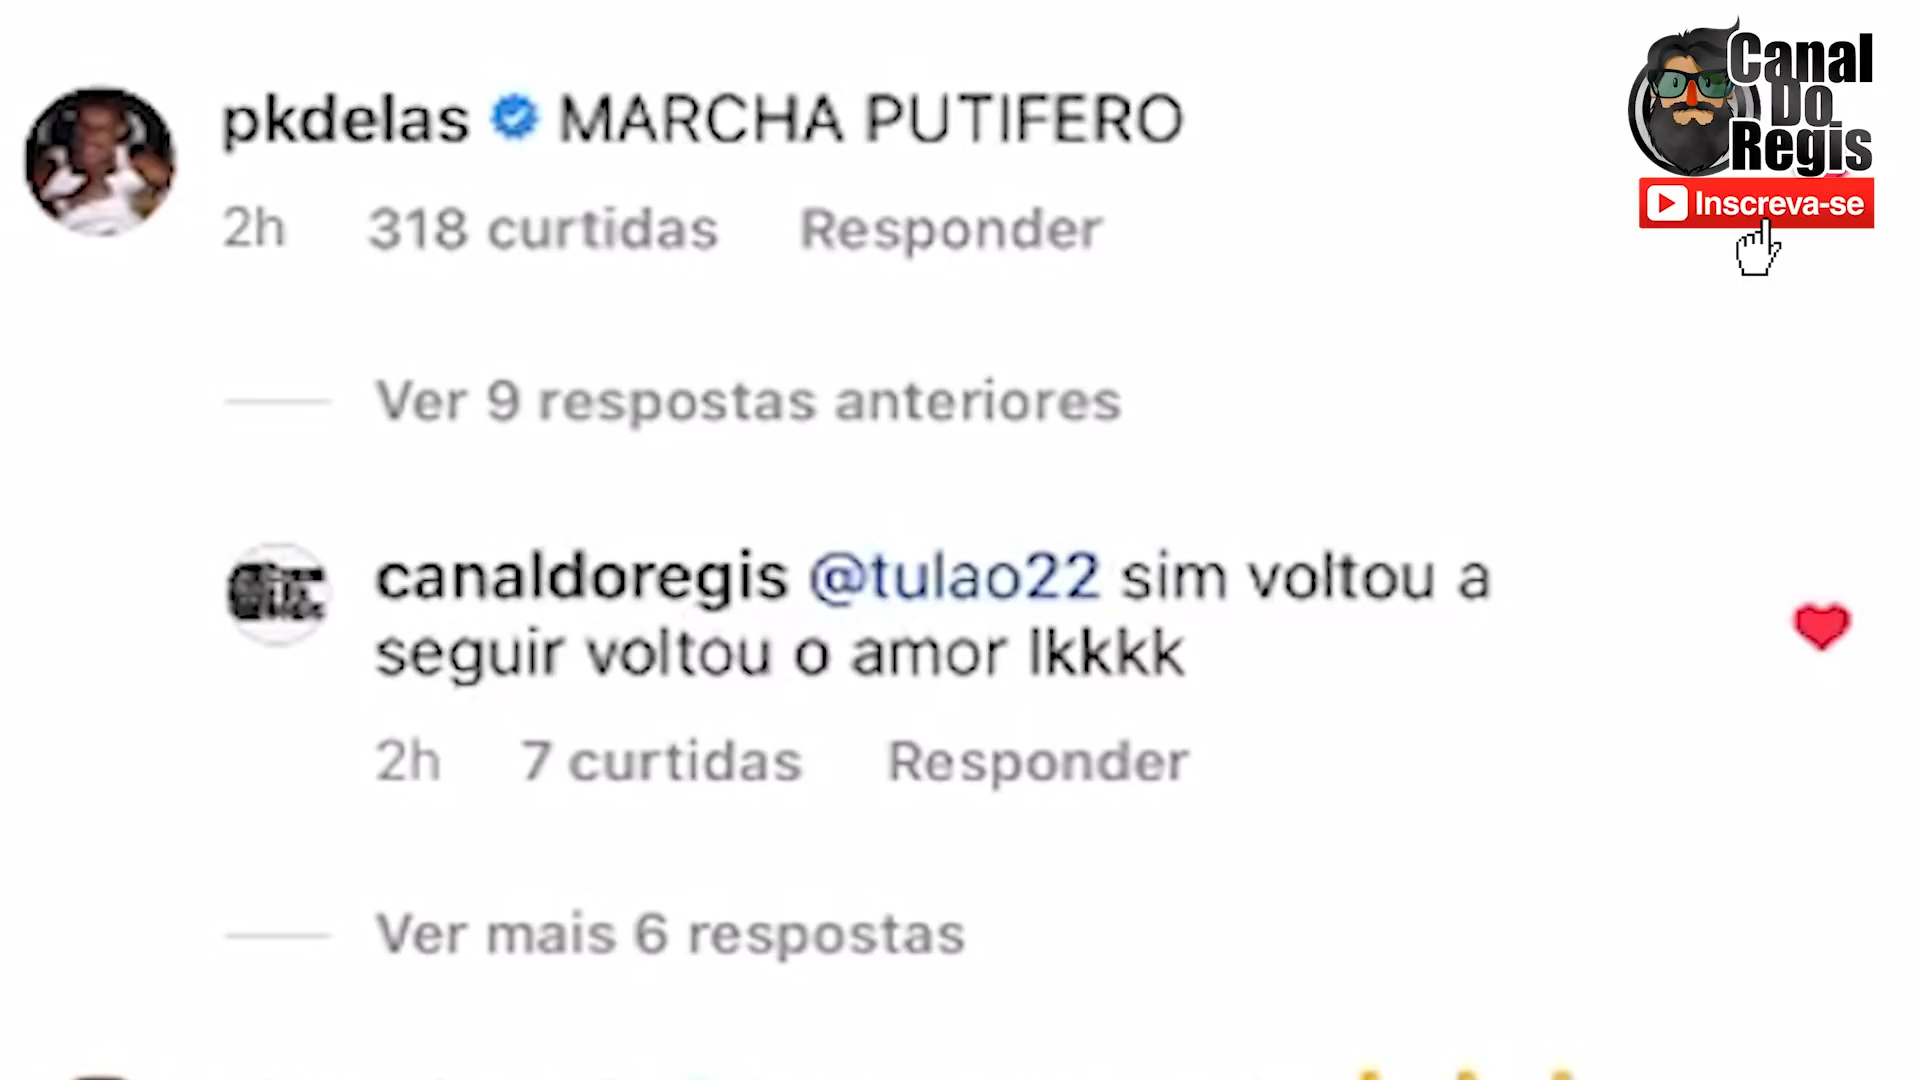 pkdelas MARCHA PUTIFERO
2h 318 curtidas Responder
Ver 9 respostas anteriores
canaldoregis @tulao22 sim voltou a
seguir voltou o amor lkkkk
2h 7 curtidas Responder
Ver mais 6 respostas
Canal
Do
Regis
Inscreva-se